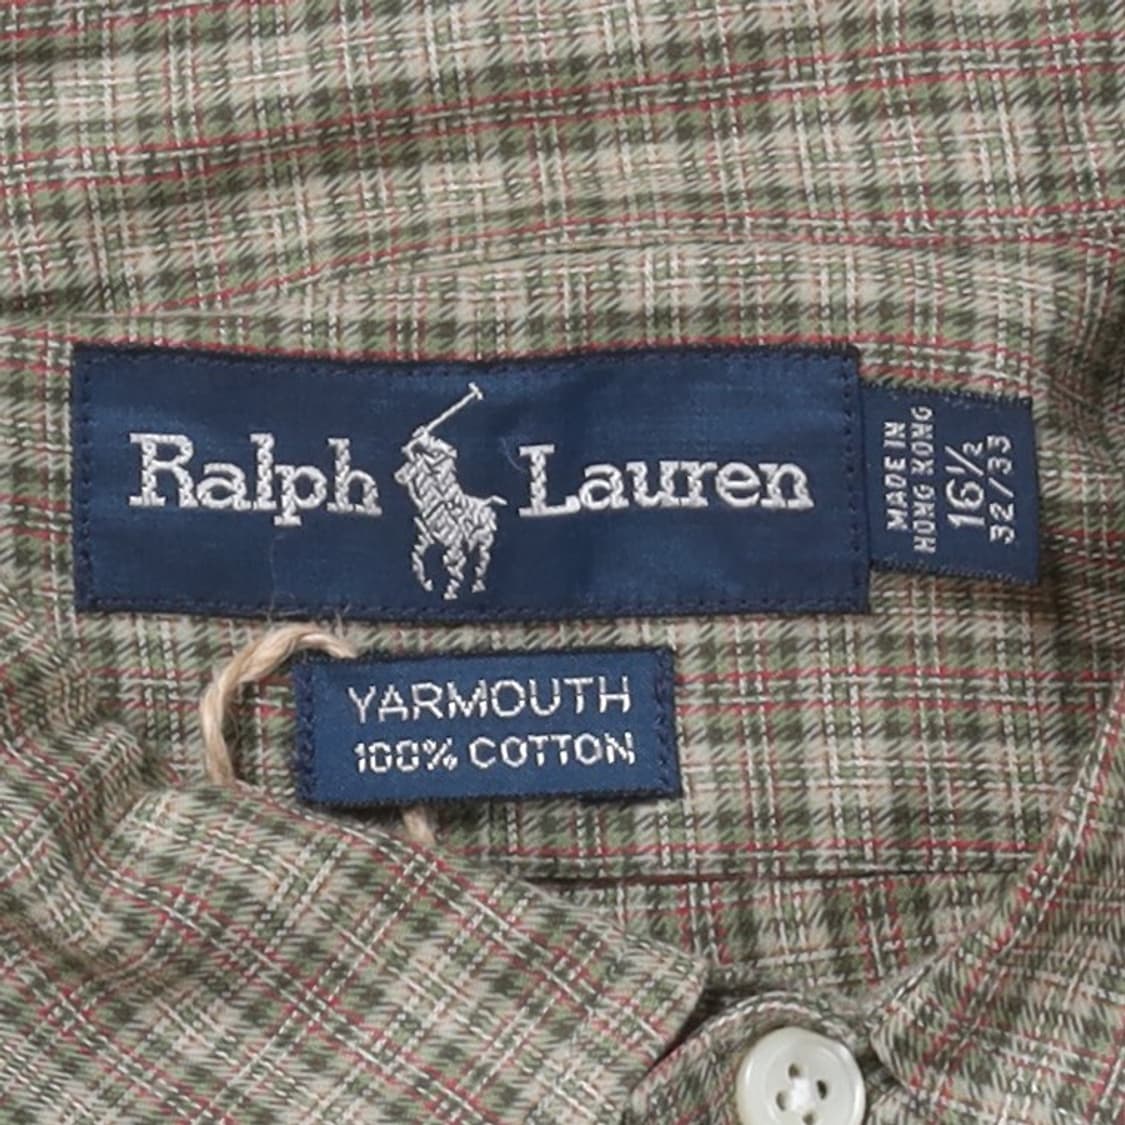 Ralph Lauren
MADE IN
HONG KONG
16½
32/33
YARMOUTH
100% COTTON